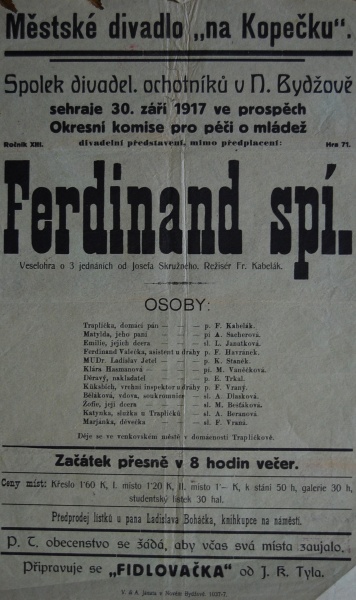 Městské divadlo „na Kopečku“.
Spolek divadel. ochotníků v N. Bydžově
sehraje 30. září 1917 ve prospěch
Okresní komise pro péči o mládež
Ročník XIII. divadelní představení, mimo předplacení: Hra 71.
Ferdinand spí.
Veselohra o 3 jednáních od Josefa Skružného. Režisér Fr. Kabelák.
OSOBY:
Traplička, domácí pán — — — p. F. Kabelák.
Matylda, jeho paní — — — pí A. Sacherová.
Emilie, jejich dcera — — — sl. L. Janatková.
Ferdinand Valečka, asistent u dráhy p. F. Havránek.
MUDr. Ladislav Jetel — — — p. K. Staněk.
Klára Hasmanová — — — pí. M. Vaněčková.
Děravý, nakladatel — — — p. E. Trkal.
Kükebich, vrchní inspektor u dráhy p. F. Vraný.
Bělaková, vdova, soukromnice — sl. A. Dlasková.
Žofie, její dcera — — — sl. M. Bešťáková.
Katynka, služka u Trapličků — sl. A. Beranová
Marjánka, děvečka — — — sl. F. Vraná.
Děje se ve venkovském městě v domácnosti Trapličkově.
Začátek přesně v 8 hodin večer.
Ceny míst: Křeslo 1'60 K, I. místo 1'20 K, II. místo 1'— K, k stání 50 h, galerie 30 h,
studentský lístek 30 hal.
Předprodej lístků u pana Ladislava Boháčka, knihkupce na náměstí.
P. T. obecenstvo se žádá, aby včas svá místa zaujalo.
Připravuje se „FIDLOVAČKA“ od J. K. Tyla.
V. & A. Janata v Novém Bydžově.